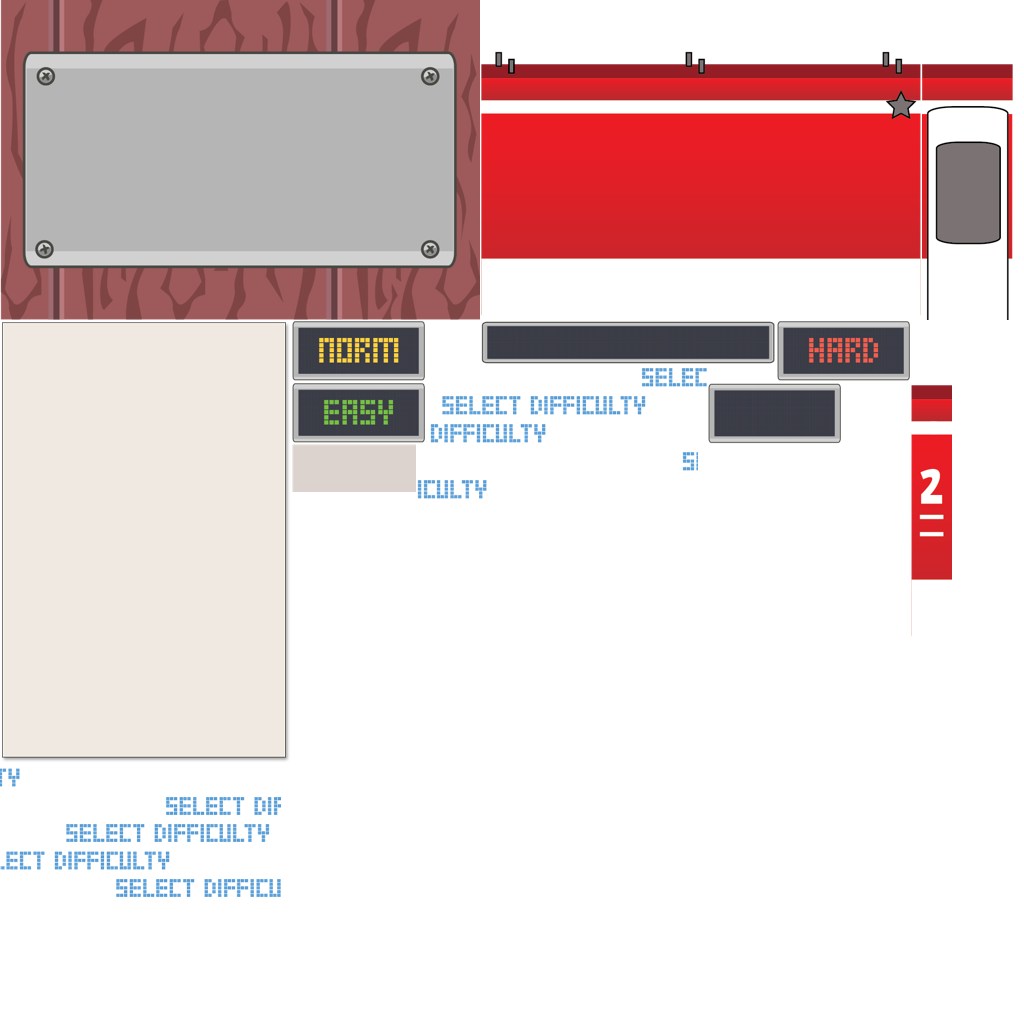 NORM
HARD
SELEC
EASY
SELECT DIFFICULTY
DIFFICULTY
S
2
ICULTY
TY
SELECT DIF
SELECT DIFFICULTY
LECT DIFFICULTY
SELECT DIFFICU